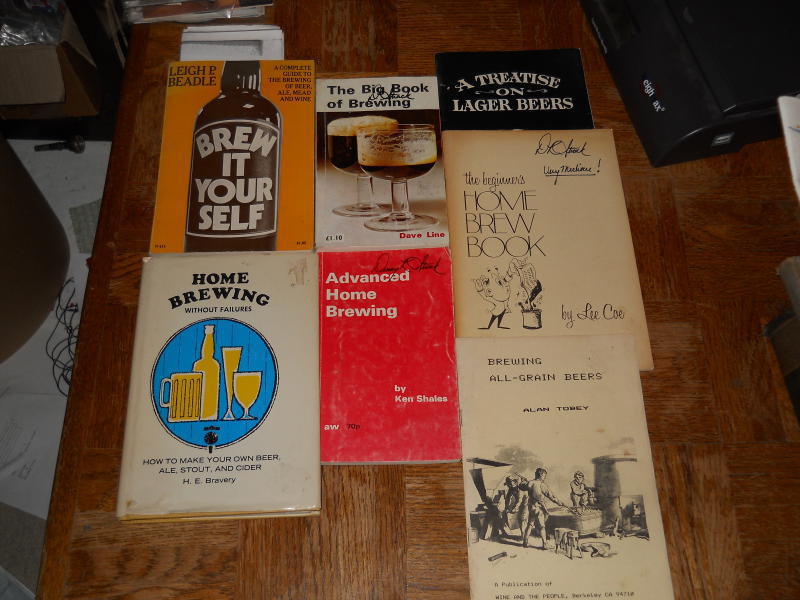 LEIGH P.
BEADLE
A COMPLETE
GUIDE TO
THE BREWING
OF BEER,
ALE, MEAD
AND WINE
BREW
IT
YOUR
SELF
The Big Book
of Brewing
£1.10
Dave Line
A TREATISE
ON
LAGER BEERS
the beginner's
HOME
BREW
BOOK
by Lee Coe
HOME
BREWING
WITHOUT FAILURES
HOW TO MAKE YOUR OWN BEER,
ALE, STOUT, AND CIDER
H. E. Bravery
Advanced
Home
Brewing
by
Ken Shales
aw 70p
BREWING
ALL-GRAIN BEERS
ALAN TOBEY
A Publication of
WINE AND THE PEOPLE, Berkeley CA 94710